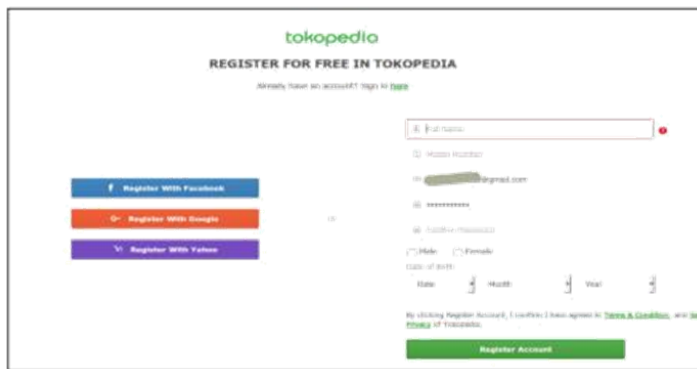 tokopedia
REGISTER FOR FREE IN TOKOPEDIA
Already have an account? Sign in here
Full Name
Mobile Number
@gmail.com
***********
Register With Facebook
Register With Google
Register With Yahoo
Password
Male Female
Date of Birth
Date Month Year
By clicking Register Account, I confirm I have agreed to Terms & Condition, and
Privacy of Tokopedia.
Register Account